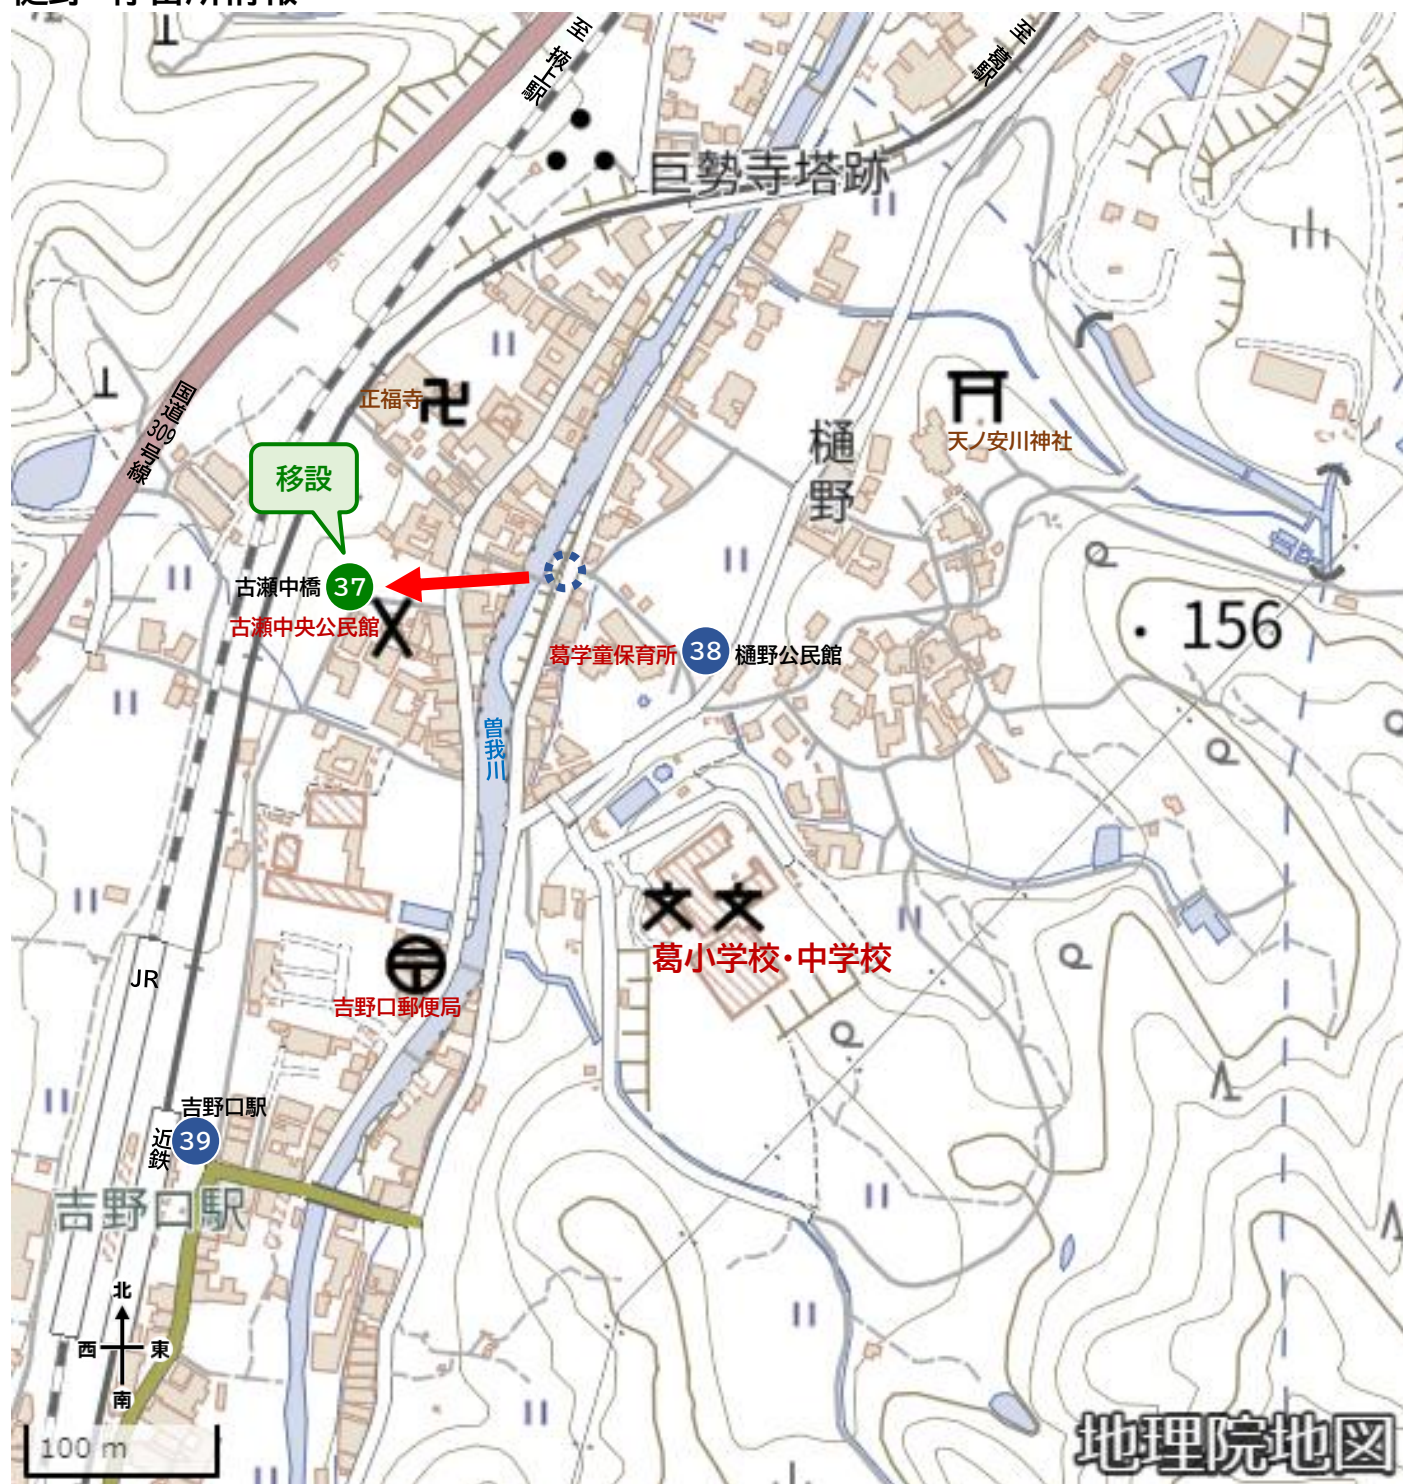 至 掖上駅
至 葛駅
巨勢寺塔跡
国道309号線
正福寺
天ノ安川神社
樋野
移設
古瀬中橋 37
古瀬中央公民館
156
葛学童保育所 38 樋野公民館
曽我川
文 文
葛小学校・中学校
JR
吉野口郵便局
吉野口駅
近鉄 39
吉野口駅
北
西 東
南
100 m
地理院地図